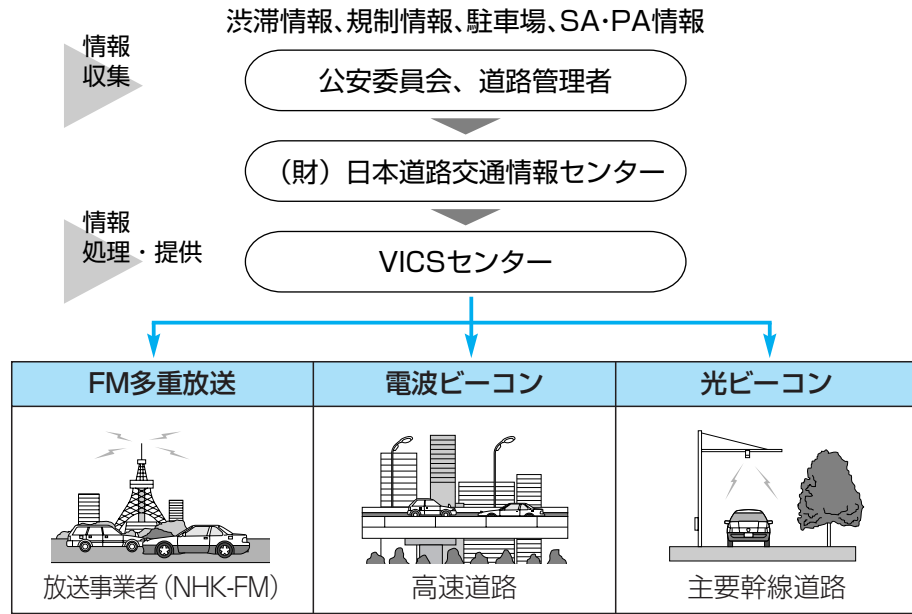 渋滞情報、規制情報、駐車場、SA・PA情報
情報
収集
公安委員会、道路管理者
（財）日本道路交通情報センター
情報
処理・提供
VICSセンター
FM多重放送
電波ビーコン
光ビーコン
放送事業者（NHK-FM）
高速道路
主要幹線道路